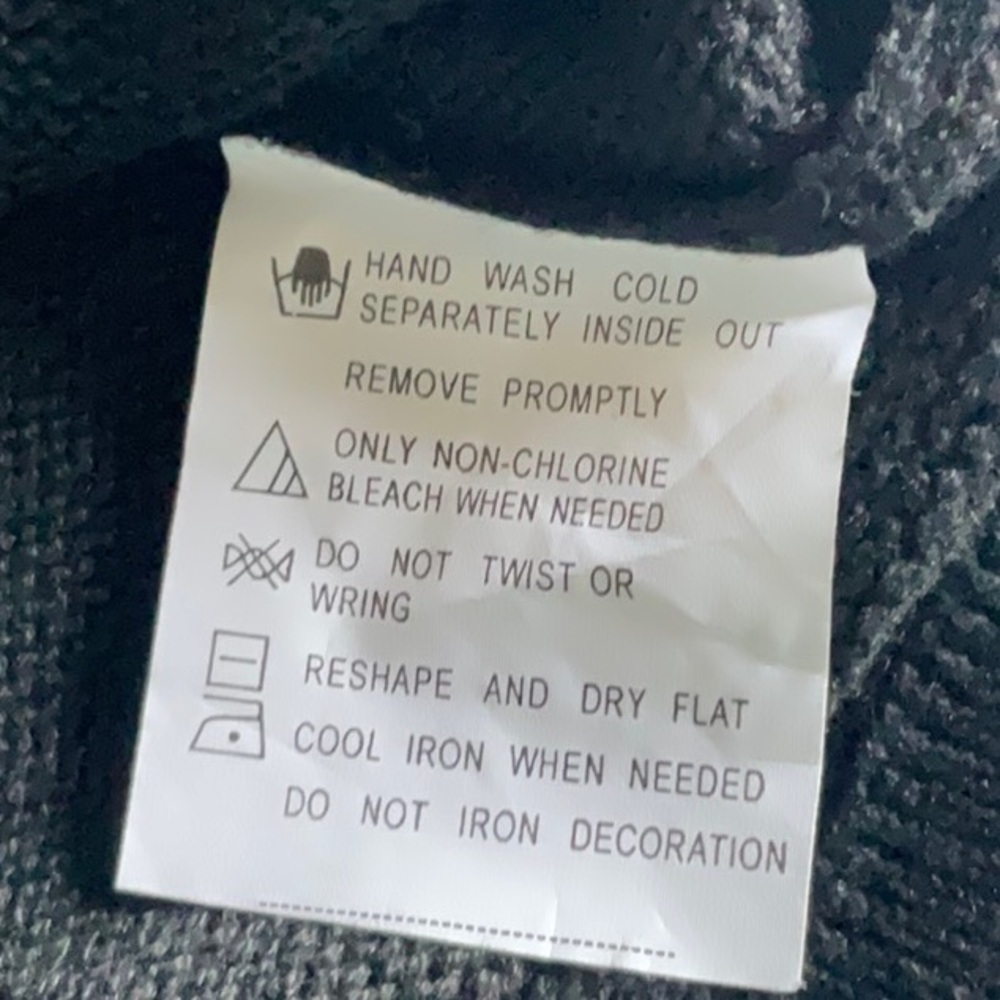 HAND WASH COLD
SEPARATELY INSIDE OUT
REMOVE PROMPTLY
ONLY NON-CHLORINE
BLEACH WHEN NEEDED
DO NOT TWIST OR
WRING
RESHAPE AND DRY FLAT
COOL IRON WHEN NEEDED
DO NOT IRON DECORATION